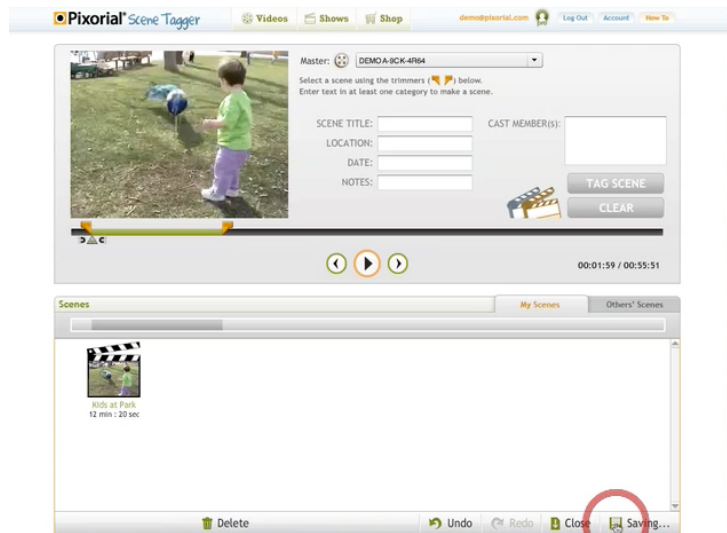 Pixorial® Scene Tagger Videos Shows Shop demo@pixorial.com Log Out Account How To
Master: DEMO A-9CK-4R64
Select a scene using the trimmers ( ) below.
Enter text in at least one category to make a scene.
SCENE TITLE: CAST MEMBER(s):
LOCATION:
DATE:
NOTES:
TAG SCENE
CLEAR
00:01:59 / 00:55:51
Scenes My Scenes Others' Scenes
Kids at Park
12 min : 20 sec
Delete Undo Redo Close Saving...